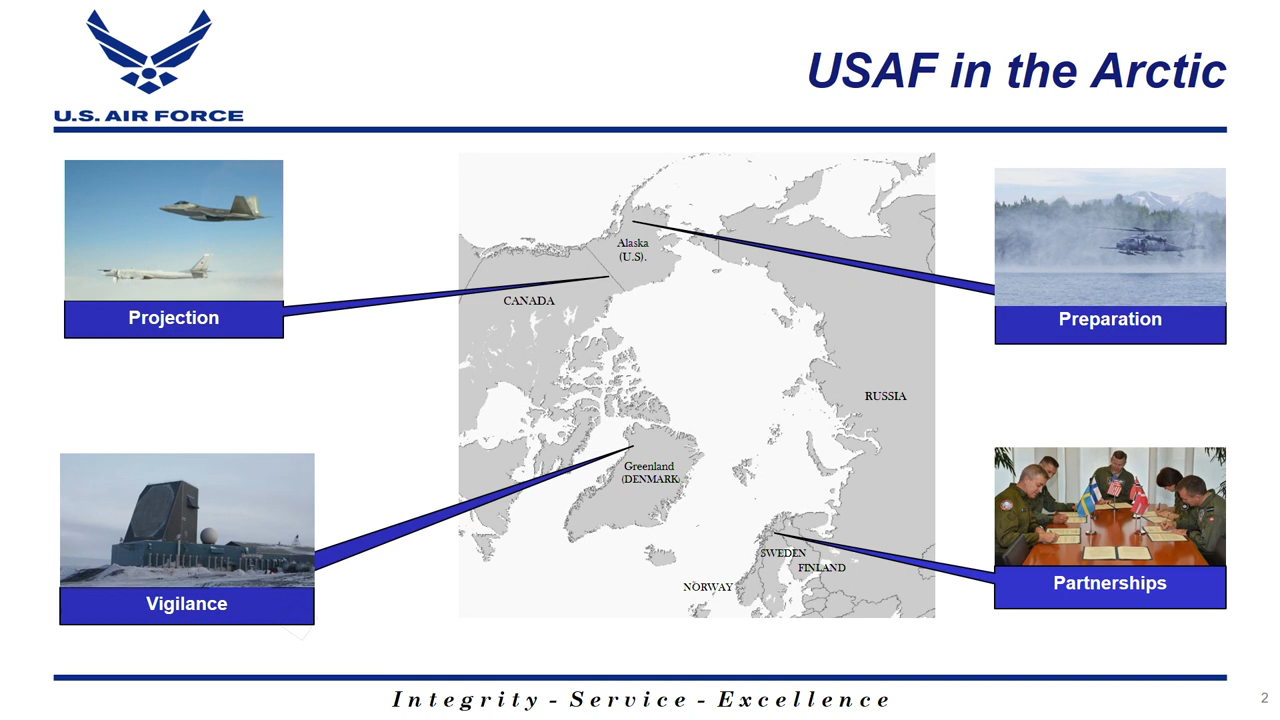 U.S. AIR FORCE
USAF in the Arctic
Projection
Preparation
Vigilance
Partnerships
Alaska
(U.S).
CANADA
RUSSIA
Greenland
(DENMARK)
SWEDEN
FINLAND
NORWAY
Integrity - Service - Excellence
2